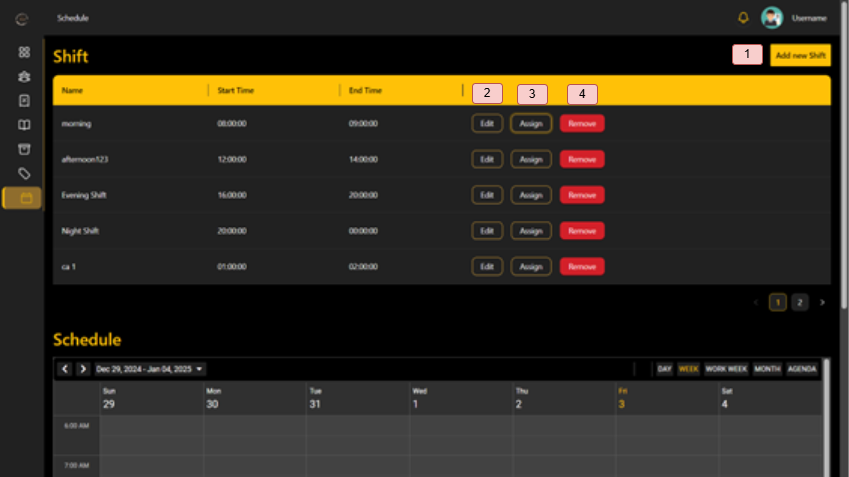 Schedule
Username
Shift
1
Add new Shift
Name Start Time End Time 2 3 4
morning 08:00:00 09:00:00 Edit Assign Remove
afternoon123 12:00:00 14:00:00 Edit Assign Remove
Evening Shift 16:00:00 20:00:00 Edit Assign Remove
Night Shift 20:00:00 00:00:00 Edit Assign Remove
ca 1 01:00:00 02:00:00 Edit Assign Remove
< 1 2 >
Schedule
Dec 29, 2024 - Jan 04, 2025 DAY WEEK WORK WEEK MONTH AGENDA
Sun Mon Tue Wed Thu Fri Sat
29 30 31 1 2 3 4
6:00 AM
7:00 AM